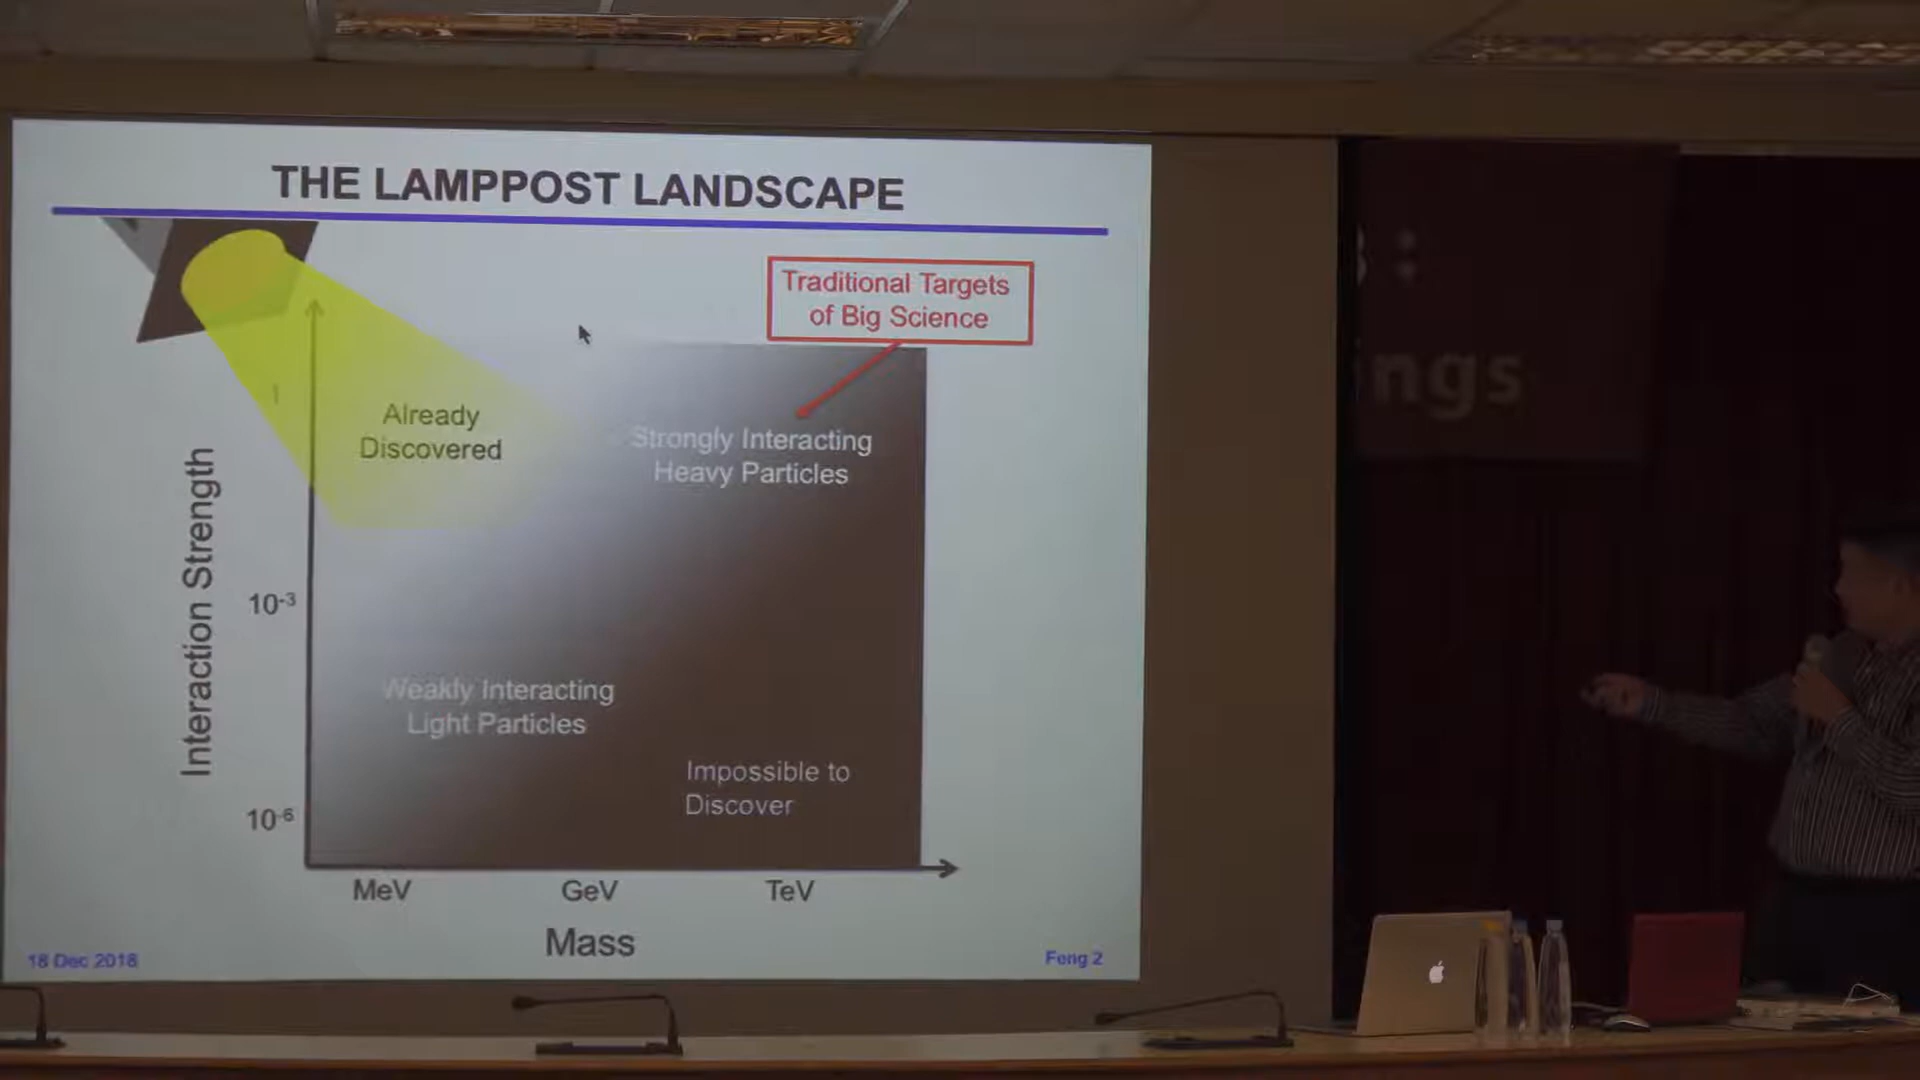 THE LAMPPOST LANDSCAPE
Traditional Targets
of Big Science
Already
Discovered
Strongly Interacting
Heavy Particles
Interaction Strength
1
10-3
Weakly Interacting
Light Particles
Impossible to
Discover
10-6
MeV
GeV
TeV
Mass
18 Dec 2018
Feng 2
ngs